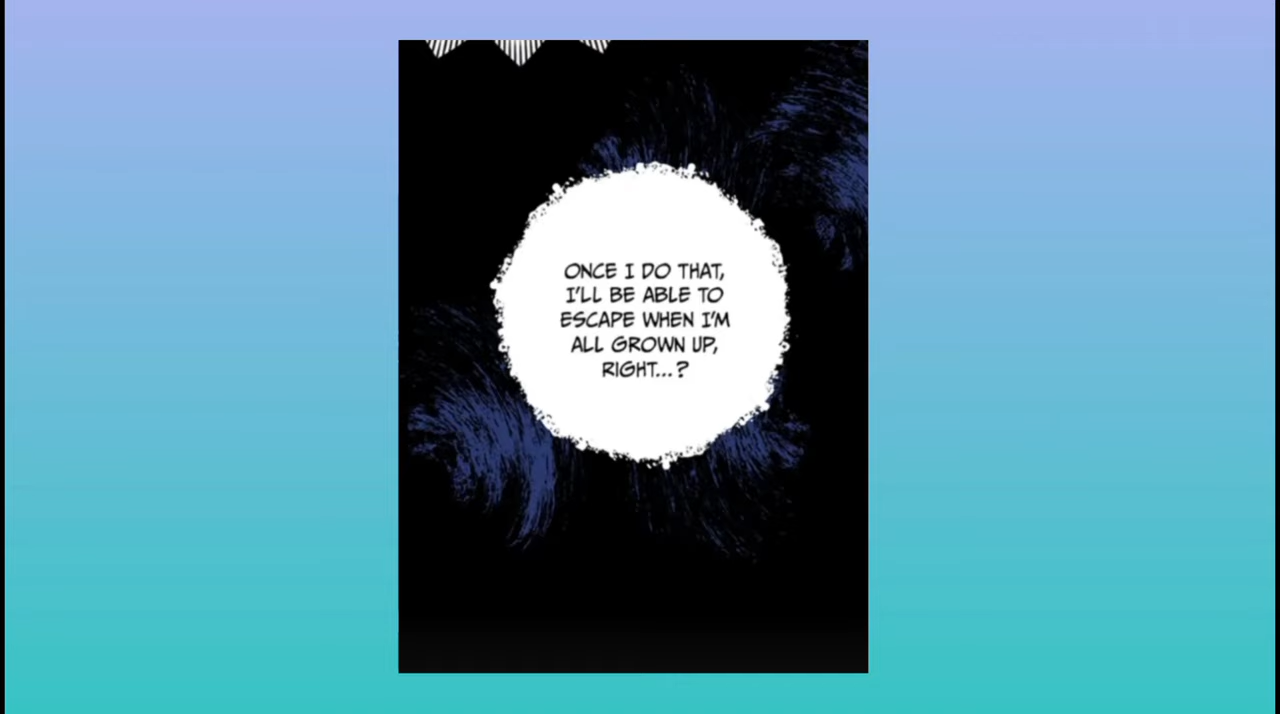 ONCE I DO THAT,
I'LL BE ABLE TO
ESCAPE WHEN I'M
ALL GROWN UP,
RIGHT...?